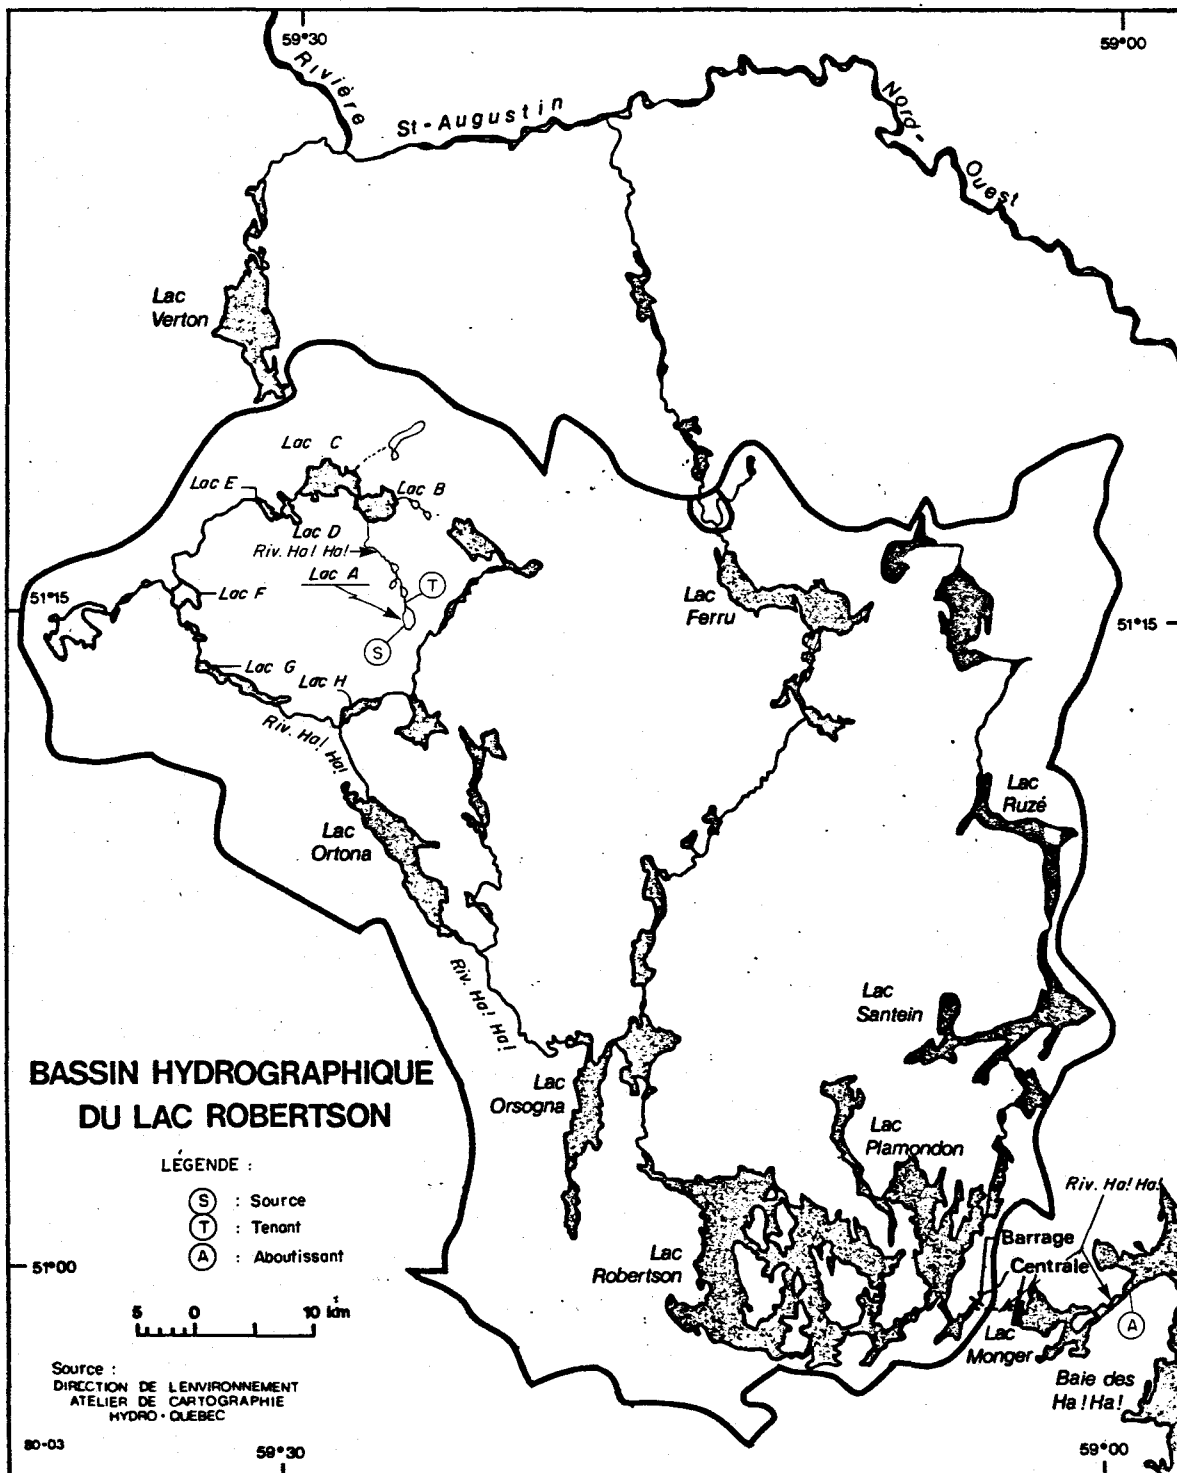 59°30
59°00
Rivière
St-Augustin
Nord-
Ouest
Lac
Verton
Lac C
Lac E
Lac B
Lac D
Riv. Ha! Ha!
Lac A
T
51°15
Lac F
Lac
Ferru
51°15
S
Lac G
Lac H
Riv. Ha! Ha!
Lac
Ruzé
Lac
Ortona
Riv. Ha! Ha!
Lac
Santein
BASSIN HYDROGRAPHIQUE
DU LAC ROBERTSON
Lac
Orsogna
Lac
Plamondon
LÉGENDE :
S : Source
T : Tenant
A : Aboutissant
Riv. Ha! Ha!
Barrage
Centrale
Lac
Robertson
51°00
5 0 10 km
A
Lac
Monger
Baie des
Ha! Ha!
Source :
DIRECTION DE L'ENVIRONNEMENT
ATELIER DE CARTOGRAPHIE
HYDRO-QUEBEC
80-03
59°30
59°00